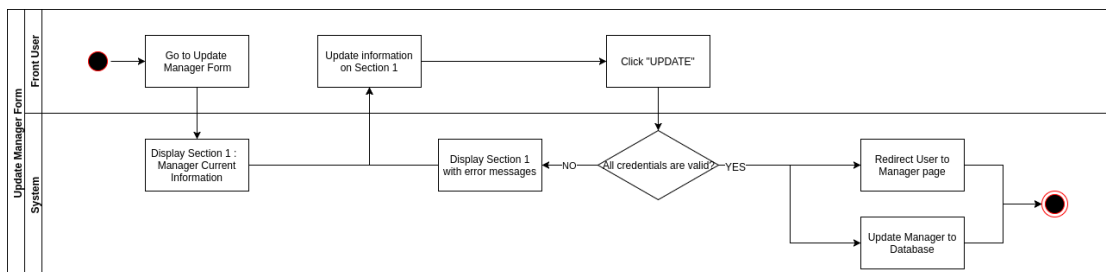 Update Manager Form
Front User
Go to Update
Manager Form
Update information
on Section 1
Click "UPDATE"
System
Display Section 1 :
Manager Current
Information
Display Section 1
with error messages
NO
All credentials are valid?
YES
Redirect User to
Manager page
Update Manager to
Database